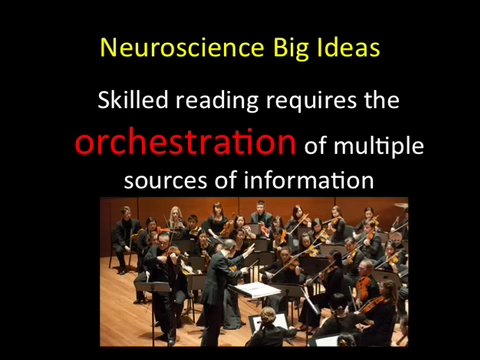 Neuroscience Big Ideas
Skilled reading requires the
orchestration of multiple
sources of information